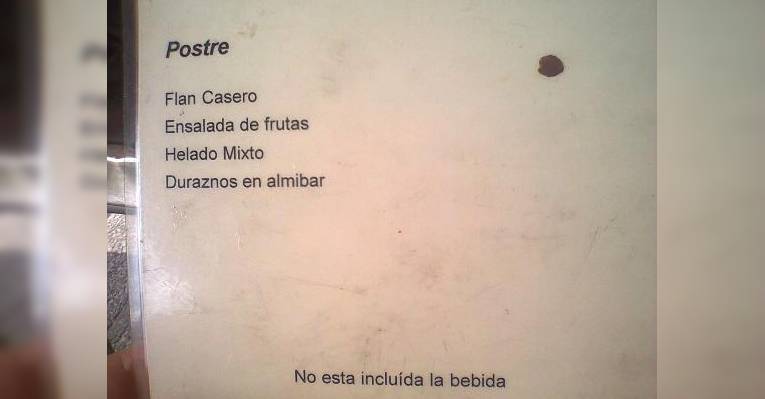 Postre
Flan Casero
Ensalada de frutas
Helado Mixto
Duraznos en almibar
No esta incluída la bebida